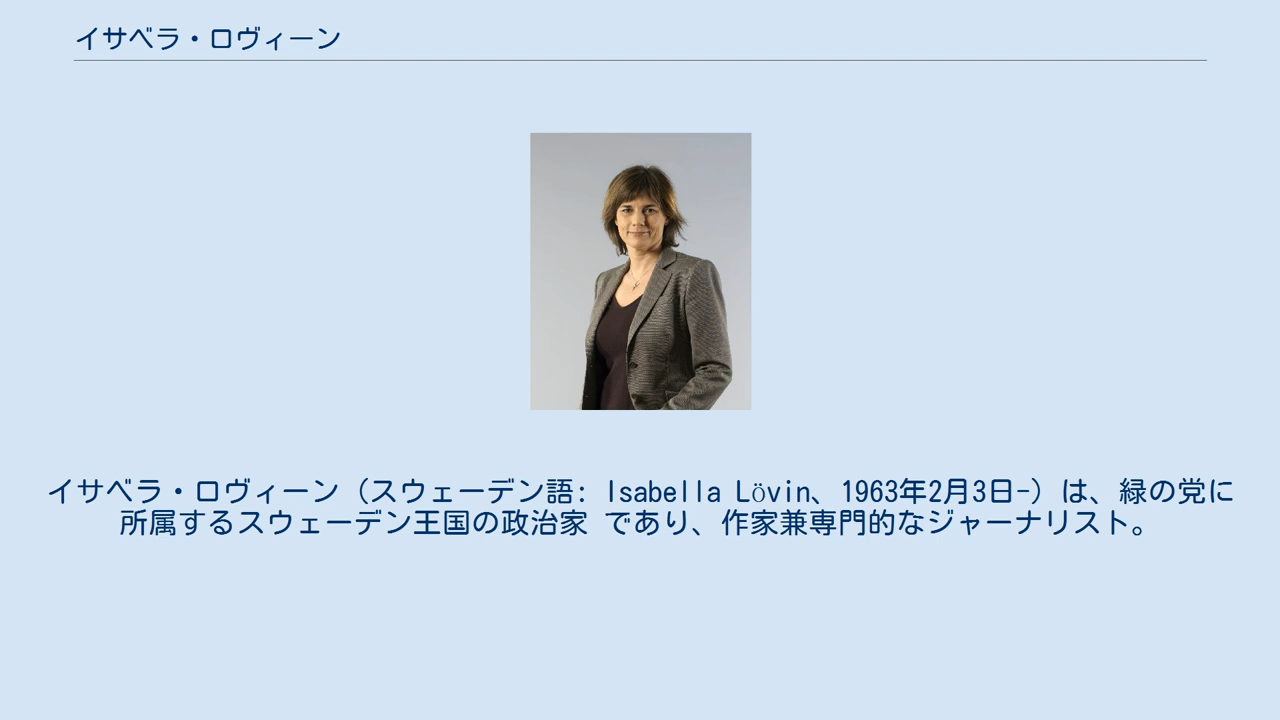 イサベラ・ロヴィーン
イサベラ・ロヴィーン（スウェーデン語: Isabella Lövin、1963年2月3日-）は、緑の党に
所属するスウェーデン王国の政治家 であり、作家兼専門的なジャーナリスト。